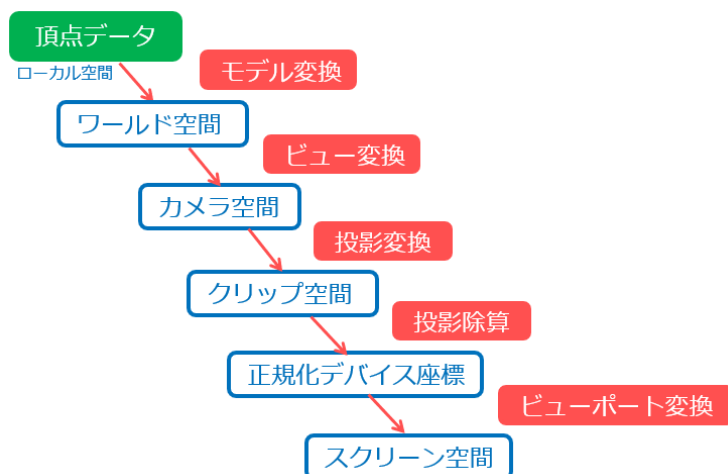 頂点データ
ローカル空間
モデル変換
ワールド空間
ビュー変換
カメラ空間
投影変換
クリップ空間
投影除算
正規化デバイス座標
ビューポート変換
スクリーン空間